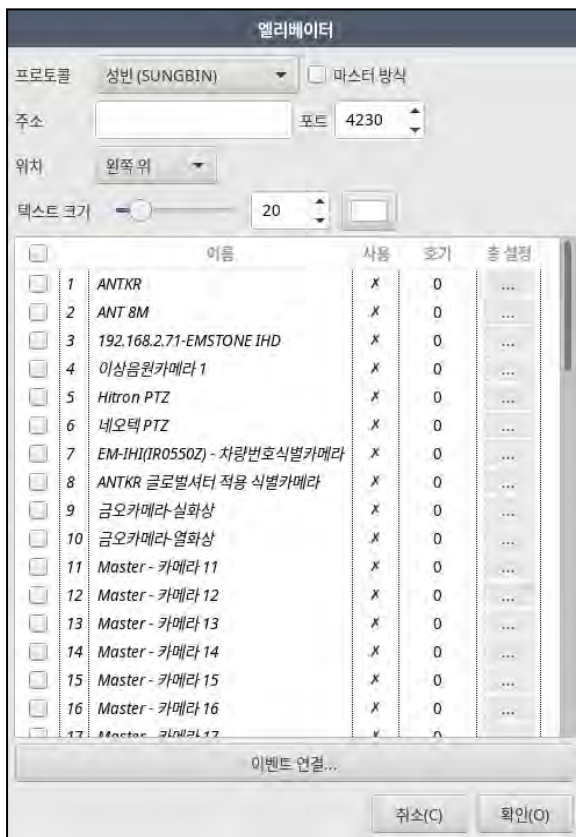 엘리베이터
프로토콜 성빈 (SUNGBIN) 마스터 방식
주소 포트 4230
위치 왼쪽 위
텍스트 크기 20
이름 사용 호기 층 설정
1 ANTKR ✗ 0 ...
2 ANT 8M ✗ 0 ...
3 192.168.2.71-EMSTONE IHD ✗ 0 ...
4 이상음원카메라 1 ✗ 0 ...
5 Hitron PTZ ✗ 0 ...
6 네오텍 PTZ ✗ 0 ...
7 EM-IHI(IR0550Z) - 차량번호식별카메라 ✗ 0 ...
8 ANTKR 글로벌셔터 적용 식별카메라 ✗ 0 ...
9 금오카메라-실화상 ✗ 0 ...
10 금오카메라-열화상 ✗ 0 ...
11 Master - 카메라 11 ✗ 0 ...
12 Master - 카메라 12 ✗ 0 ...
13 Master - 카메라 13 ✗ 0 ...
14 Master - 카메라 14 ✗ 0 ...
15 Master - 카메라 15 ✗ 0 ...
16 Master - 카메라 16 ✗ 0 ...
17 Master - 카메라 17 ✗ 0
이벤트 연결...
취소(C) 확인(O)